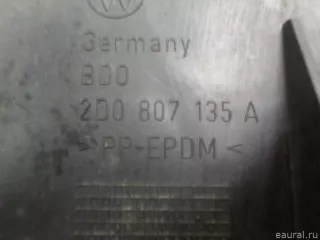 Germany
BDO
2D0 807 135 A
>PP-EPDM<
eaural.ru